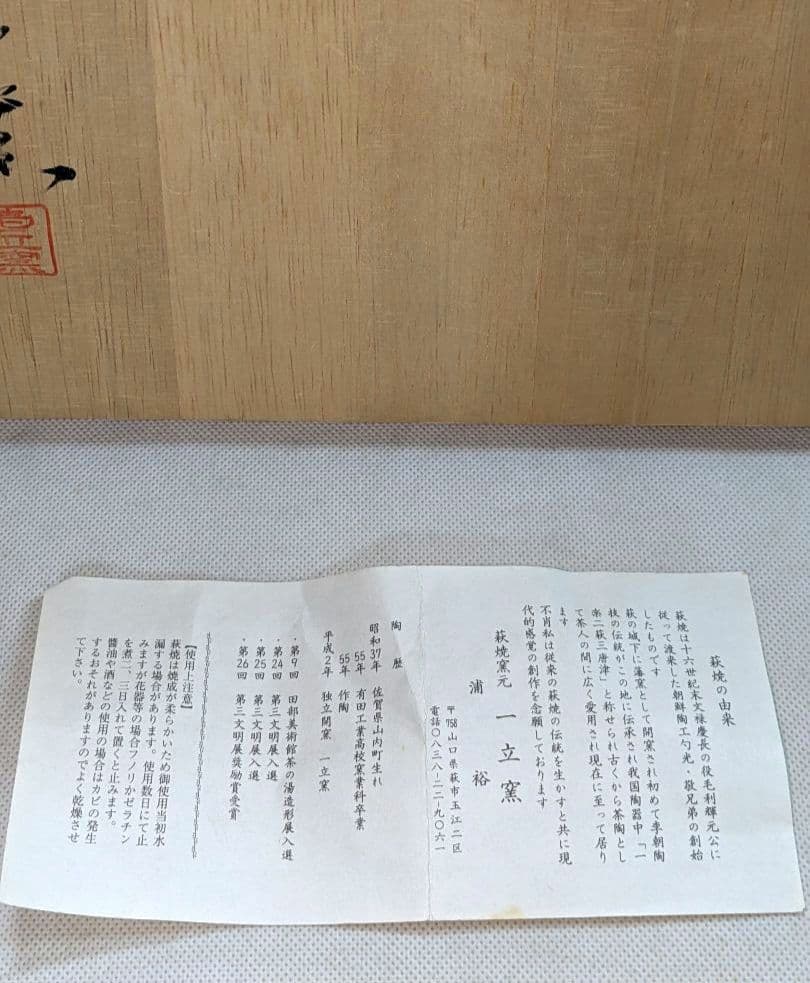 裕
壱立窯
萩焼の由来
萩焼は十六世紀末文禄慶長の役毛利輝元公に
従って渡来した朝鮮陶工勺光・敬兄弟の創始
したものです
萩の城下に藩窯として開窯され初めて李朝陶
技の伝統がこの地に伝承され我国陶器中「一
楽二萩三唐津」と称せられ古くから茶陶とし
て茶人の間に広く愛用され現在に至って居り
ます
不肖私は従来の萩焼の伝統を生かすと共に現
代的感覚の創作を念願しております
萩焼窯元 一立窯
浦 裕
〒758山口県萩市玉江二区
電話〇八三八-二二-九〇六一
陶歴
昭和37年 佐賀県山内町生れ
55年 有田工業高校窯業科卒業
55年 作陶
平成2年 独立開窯 一立窯
・第9回 田部美術館茶の湯造形展入選
・第24回 第三文明展入選
・第25回 第三文明展入選
・第26回 第三文明展奨励賞受賞
【使用上注意】
萩焼は焼成が柔らかいため御使用当初水
漏する場合があります。使用数日にて止
みますが花器等の場合フノリかゼラチン
を煮二、三日入れて置くと止みます。
醬油や酒などの使用の場合はカビの発生
するおそれがありますのでよく乾燥させ
て下さい。